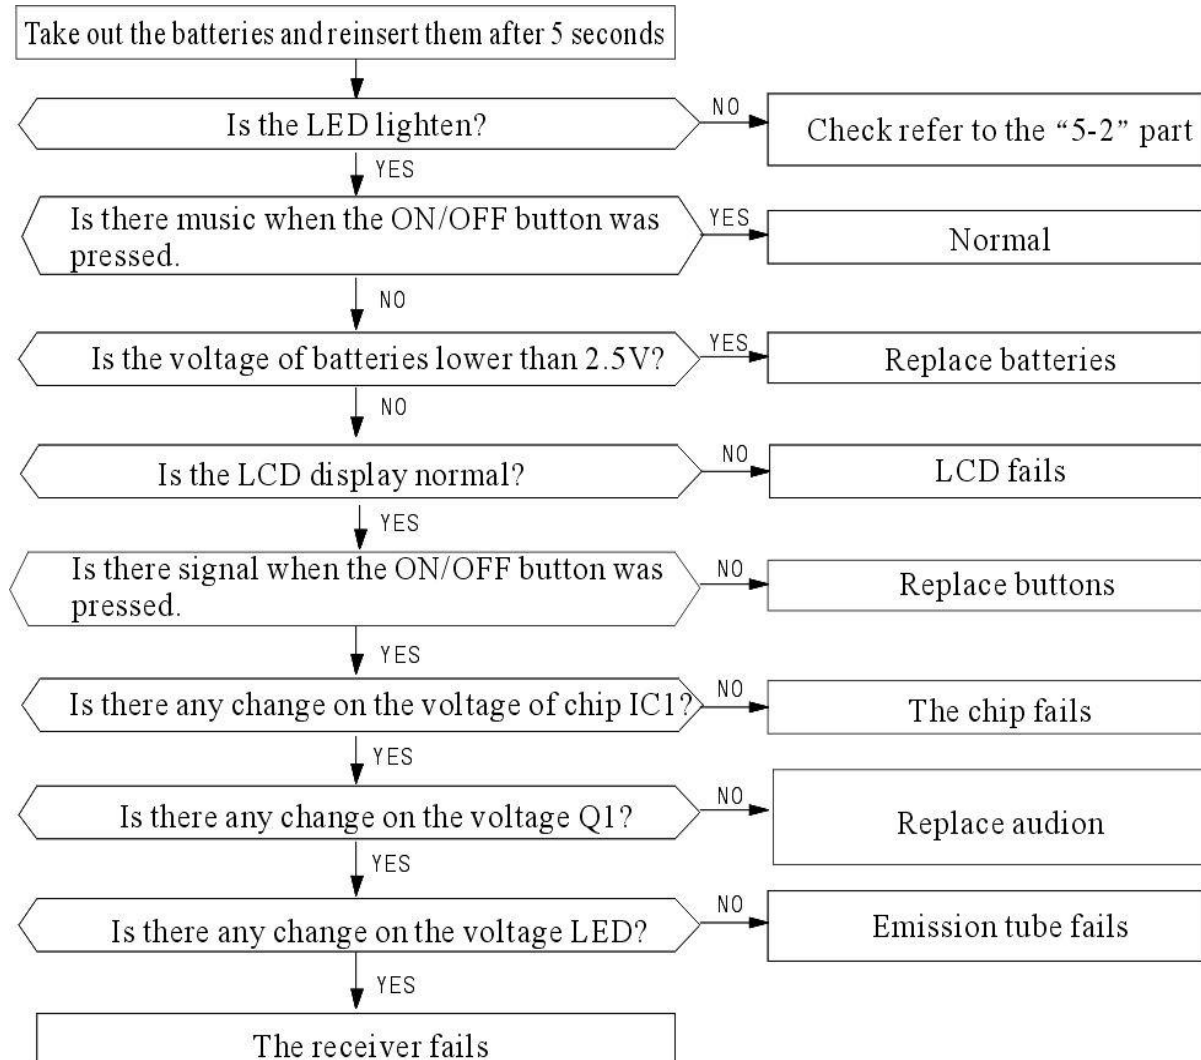 Take out the batteries and reinsert them after 5 seconds
Is the LED lighten?
NO
Check refer to the “5-2” part
YES
Is there music when the ON/OFF button was
pressed.
YES
Normal
NO
Is the voltage of batteries lower than 2.5V?
YES
Replace batteries
NO
Is the LCD display normal?
NO
LCD fails
YES
Is there signal when the ON/OFF button was
pressed.
NO
Replace buttons
YES
Is there any change on the voltage of chip IC1?
NO
The chip fails
YES
Is there any change on the voltage Q1?
NO
Replace audion
YES
Is there any change on the voltage LED?
NO
Emission tube fails
YES
The receiver fails